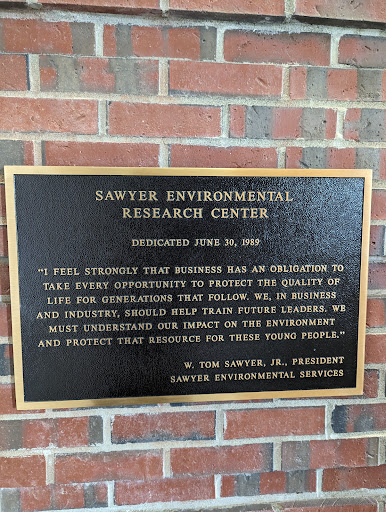 SAWYER ENVIRONMENTAL
RESEARCH CENTER
DEDICATED JUNE 30, 1989
"I FEEL STRONGLY THAT BUSINESS HAS AN OBLIGATION TO
TAKE EVERY OPPORTUNITY TO PROTECT THE QUALITY OF
LIFE FOR GENERATIONS THAT FOLLOW. WE, IN BUSINESS
AND INDUSTRY, SHOULD HELP TRAIN FUTURE LEADERS. WE
MUST UNDERSTAND OUR IMPACT ON THE ENVIRONMENT
AND PROTECT THAT RESOURCE FOR THESE YOUNG PEOPLE."
W. TOM SAWYER, JR., PRESIDENT
SAWYER ENVIRONMENTAL SERVICES